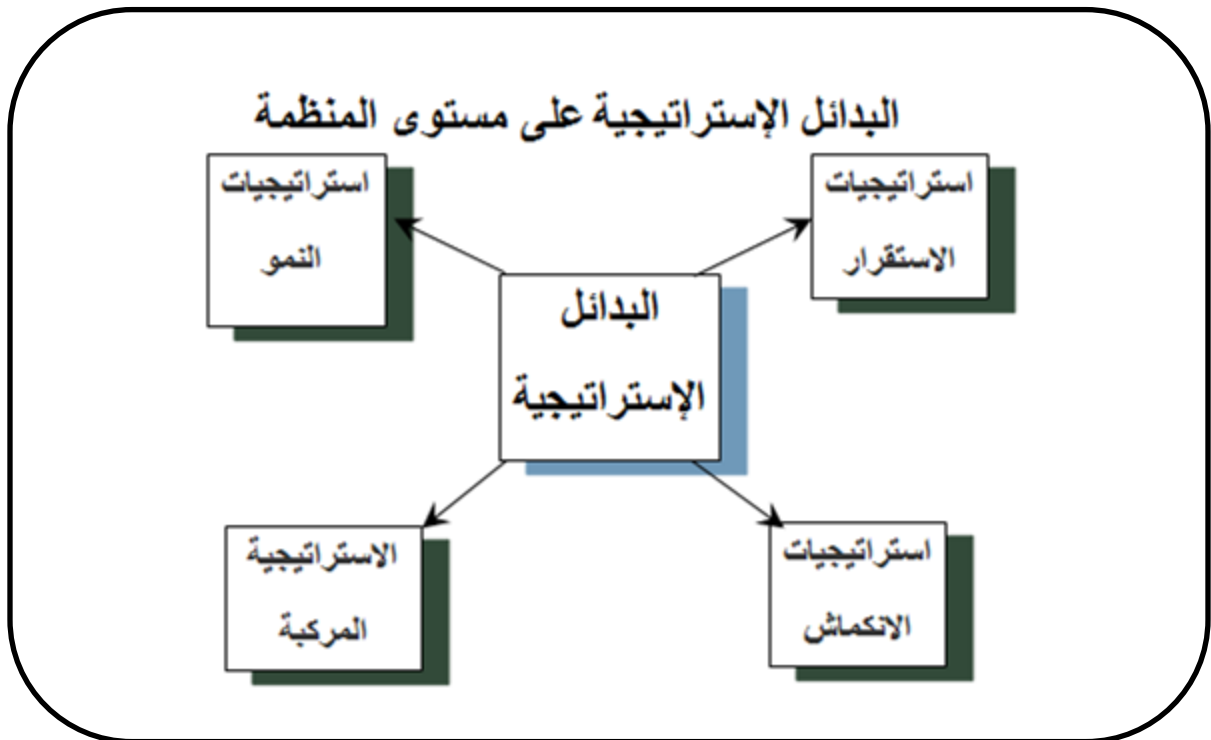 البدائل الإستراتيجية على مستوى المنظمة
استراتيجيات
الاستقرار
استراتيجيات
النمو
البدائل
الإستراتيجية
استراتيجيات
الانكماش
الاستراتيجية
المركبة